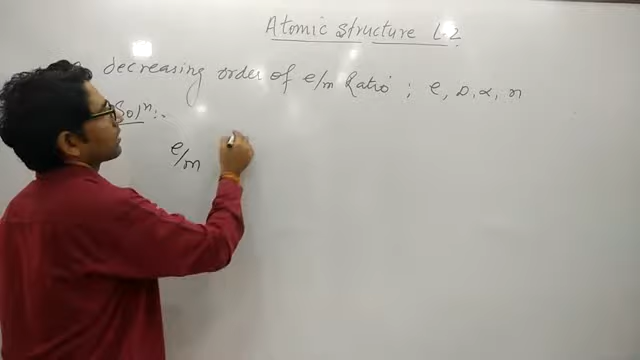 Atomic Structure L-2
decreasing order of e/m Ratio ; e, D, α, n
Solⁿ:-
e/m